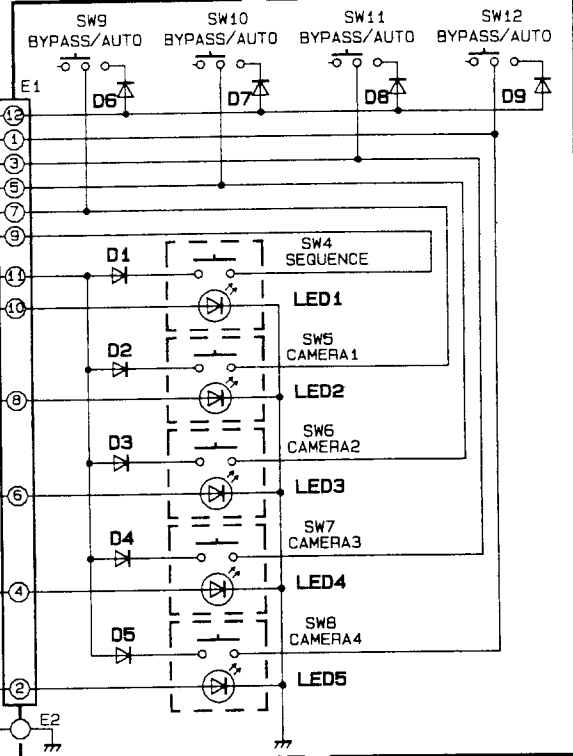 SW9 SW10 SW11 SW12
BYPASS/AUTO BYPASS/AUTO BYPASS/AUTO BYPASS/AUTO
E1
D6 D7 D8 D9
12
1
3
5
7
9
SW4
SEQUENCE
D1
11
10
LED1
SW5
CAMERA1
D2
8
LED2
SW6
CAMERA2
D3
6
LED3
SW7
CAMERA3
D4
4
LED4
SW8
CAMERA4
D5
2
LED5
E2